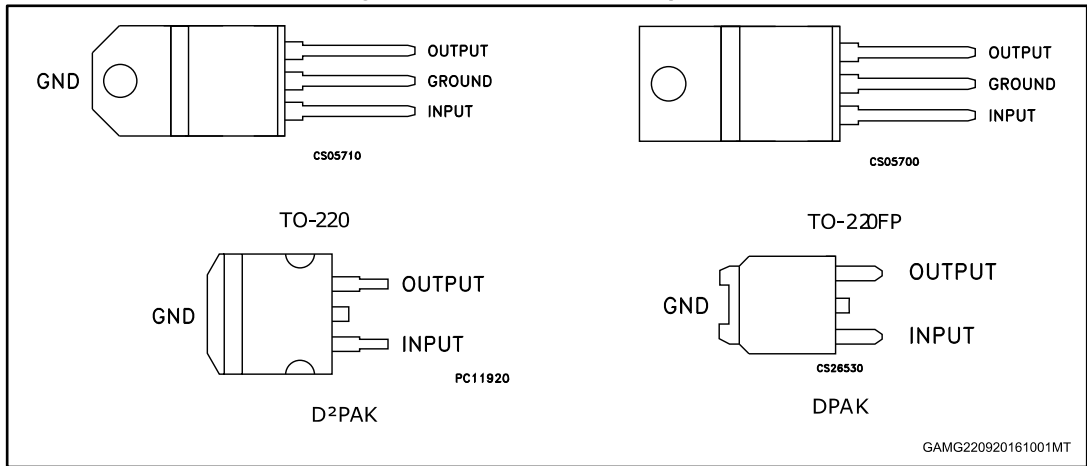 OUTPUT
GND
GROUND
INPUT
CS05710
TO-220
OUTPUT
GROUND
INPUT
CS05700
TO-220FP
OUTPUT
GND
INPUT
PC11920
D²PAK
OUTPUT
GND
INPUT
CS26530
DPAK
GAMG220920161001MT